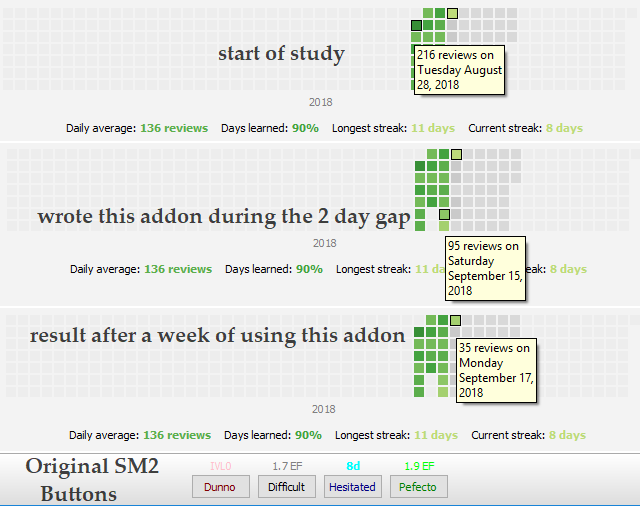 start of study
216 reviews on
Tuesday August
28, 2018
2018
Daily average: 136 reviews Days learned: 90% Longest streak: 11 days Current streak: 8 days
wrote this addon during the 2 day gap
2018
95 reviews on
Saturday
September 15,
2018
Daily average: 136 reviews Days learned: 90% Longest streak: 11 da streak: 8 days
result after a week of using this addon
35 reviews on
Monday
September 17,
2018
2018
Daily average: 136 reviews Days learned: 90% Longest streak: 11 days Current streak: 8 days
Original SM2
Buttons
IVL0 1.7 EF 8d 1.9 EF
Dunno Difficult Hesitated Pefecto